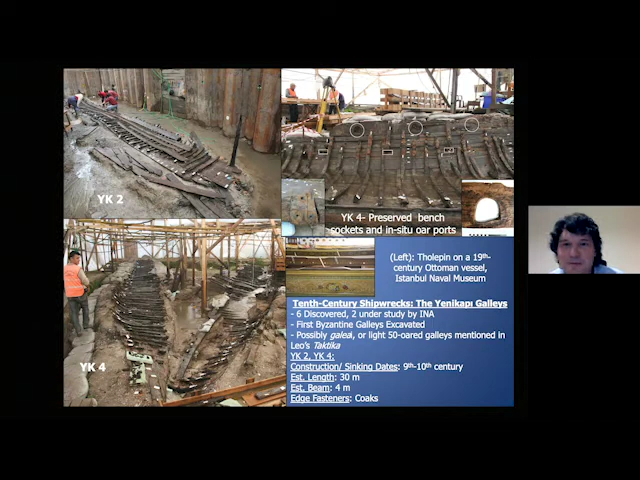 YK 2
YK 4- Preserved bench
sockets and in-situ oar ports
YK 4
(Left): Tholepin on a 19th-
century Ottoman vessel,
Istanbul Naval Museum
Tenth-Century Shipwrecks: The Yenikapı Galleys
- 6 Discovered, 2 under study by INA
- First Byzantine Galleys Excavated
- Possibly galeai, or light 50-oared galleys mentioned in
Leo's Taktika
YK 2, YK 4:
Construction/ Sinking Dates: 9th-10th century
Est. Length: 30 m
Est. Beam: 4 m
Edge Fasteners: Coaks